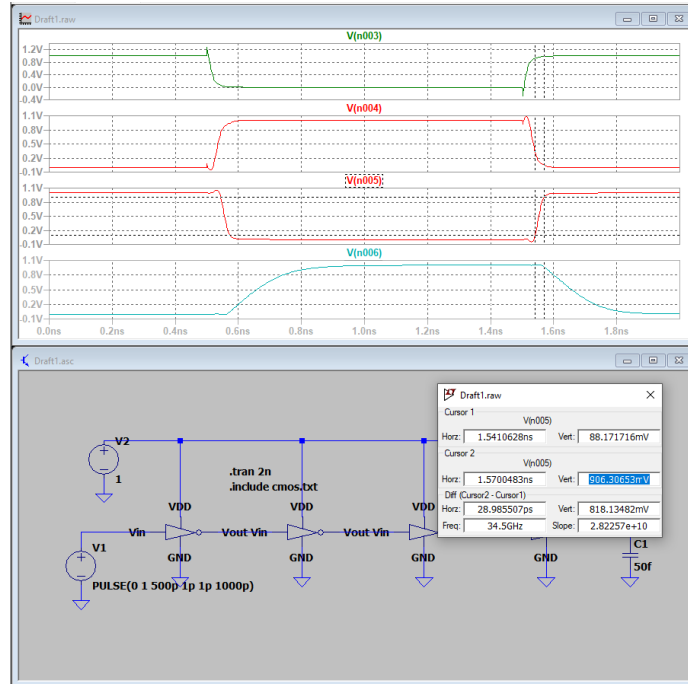 Draft1.raw
V(n003)
1.2V
0.8V
0.4V
0.0V
-0.4V
V(n004)
1.1V
0.8V
0.5V
0.2V
-0.1V
V(n005)
1.1V
0.8V
0.5V
0.2V
-0.1V
V(n006)
1.1V
0.8V
0.5V
0.2V
-0.1V
0.0ns 0.2ns 0.4ns 0.6ns 0.8ns 1.0ns 1.2ns 1.4ns 1.6ns 1.8ns
Draft1.asc
Draft1.raw
Cursor 1
V(n005)
Horz: 1.5410628ns Vert: 88.171716mV
Cursor 2
V(n005)
Horz: 1.5700483ns Vert: 906.30653mV
Diff (Cursor2 - Cursor1)
Horz: 28.985507ps Vert: 818.13482mV
Freq: 34.5GHz Slope: 2.82257e+10
V2
1
.tran 2n
.include cmos.txt
VDD VDD VDD VDD
Vin Vout Vin Vout Vin
GND GND GND GND
V1
PULSE(0 1 500p 1p 1p 1000p)
C1
50f